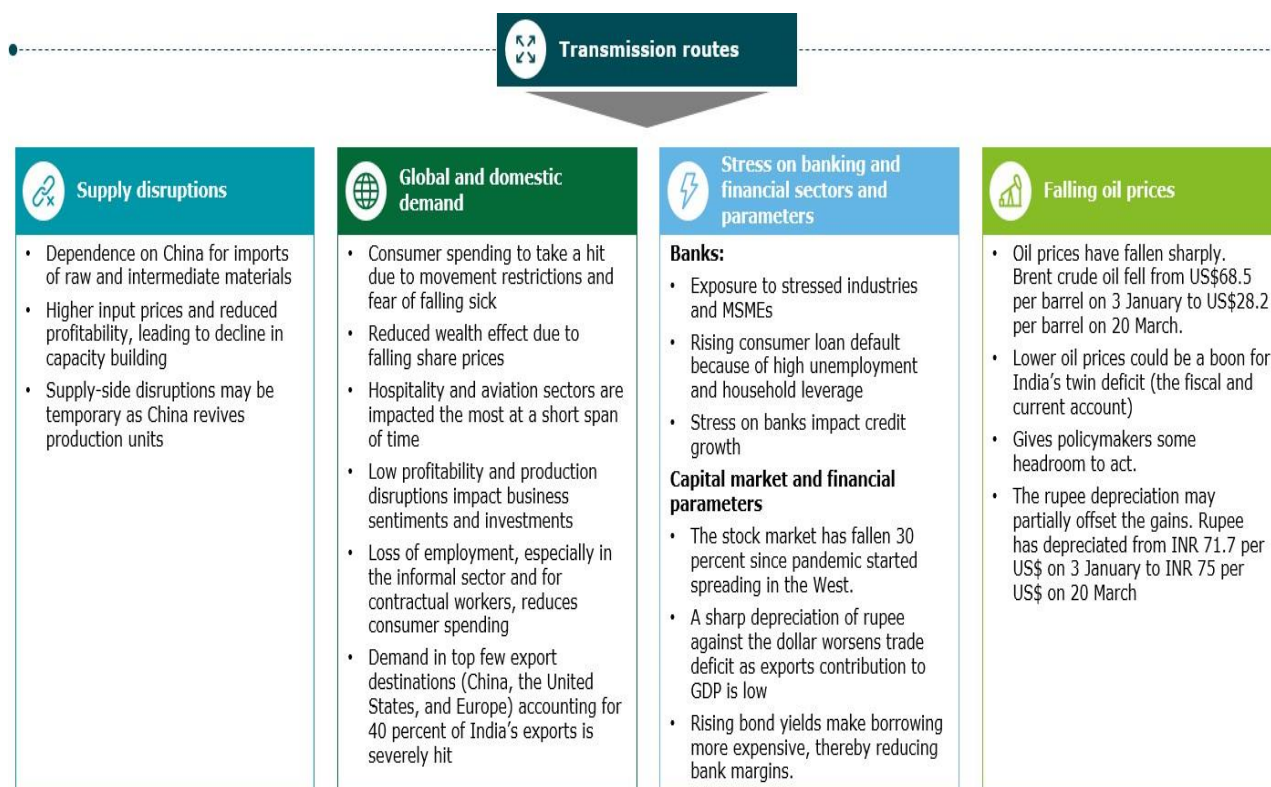 Transmission routes
Supply disruptions
• Dependence on China for imports
of raw and intermediate materials
• Higher input prices and reduced
profitability, leading to decline in
capacity building
• Supply-side disruptions may be
temporary as China revives
production units
Global and domestic
demand
• Consumer spending to take a hit
due to movement restrictions and
fear of falling sick
• Reduced wealth effect due to
falling share prices
• Hospitality and aviation sectors are
impacted the most at a short span
of time
• Low profitability and production
disruptions impact business
sentiments and investments
• Loss of employment, especially in
the informal sector and for
contractual workers, reduces
consumer spending
• Demand in top few export
destinations (China, the United
States, and Europe) accounting for
40 percent of India's exports is
severely hit
Stress on banking and
financial sectors and
parameters
Banks:
• Exposure to stressed industries
and MSMEs
• Rising consumer loan default
because of high unemployment
and household leverage
• Stress on banks impact credit
growth
Capital market and financial
parameters
• The stock market has fallen 30
percent since pandemic started
spreading in the West.
• A sharp depreciation of rupee
against the dollar worsens trade
deficit as exports contribution to
GDP is low
• Rising bond yields make borrowing
more expensive, thereby reducing
bank margins.
Falling oil prices
• Oil prices have fallen sharply.
Brent crude oil fell from US$68.5
per barrel on 3 January to US$28.2
per barrel on 20 March.
• Lower oil prices could be a boon for
India's twin deficit (the fiscal and
current account)
• Gives policymakers some
headroom to act.
• The rupee depreciation may
partially offset the gains. Rupee
has depreciated from INR 71.7 per
US$ on 3 January to INR 75 per
US$ on 20 March